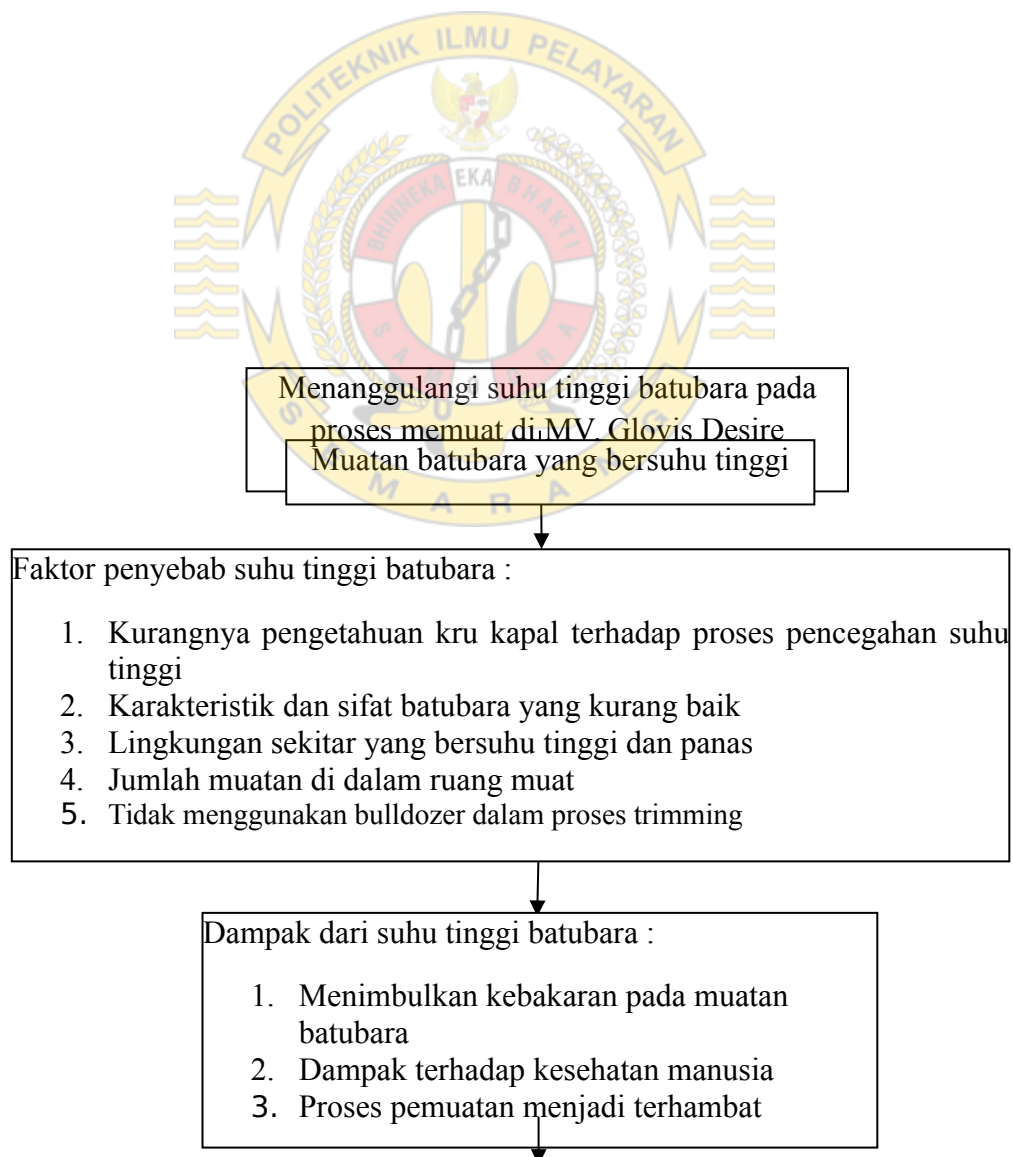 POLITEKNIK ILMU PELAYARAN
BHINNEKA EKA BHAKTI
SAMUDRA
SEMARANG
Menanggulangi suhu tinggi batubara pada
proses memuat di MV. Glovis Desire
Muatan batubara yang bersuhu tinggi
Faktor penyebab suhu tinggi batubara :
1. Kurangnya pengetahuan kru kapal terhadap proses pencegahan suhu
tinggi
2. Karakteristik dan sifat batubara yang kurang baik
3. Lingkungan sekitar yang bersuhu tinggi dan panas
4. Jumlah muatan di dalam ruang muat
5. Tidak menggunakan bulldozer dalam proses trimming
Dampak dari suhu tinggi batubara :
1. Menimbulkan kebakaran pada muatan
batubara
2. Dampak terhadap kesehatan manusia
3. Proses pemuatan menjadi terhambat